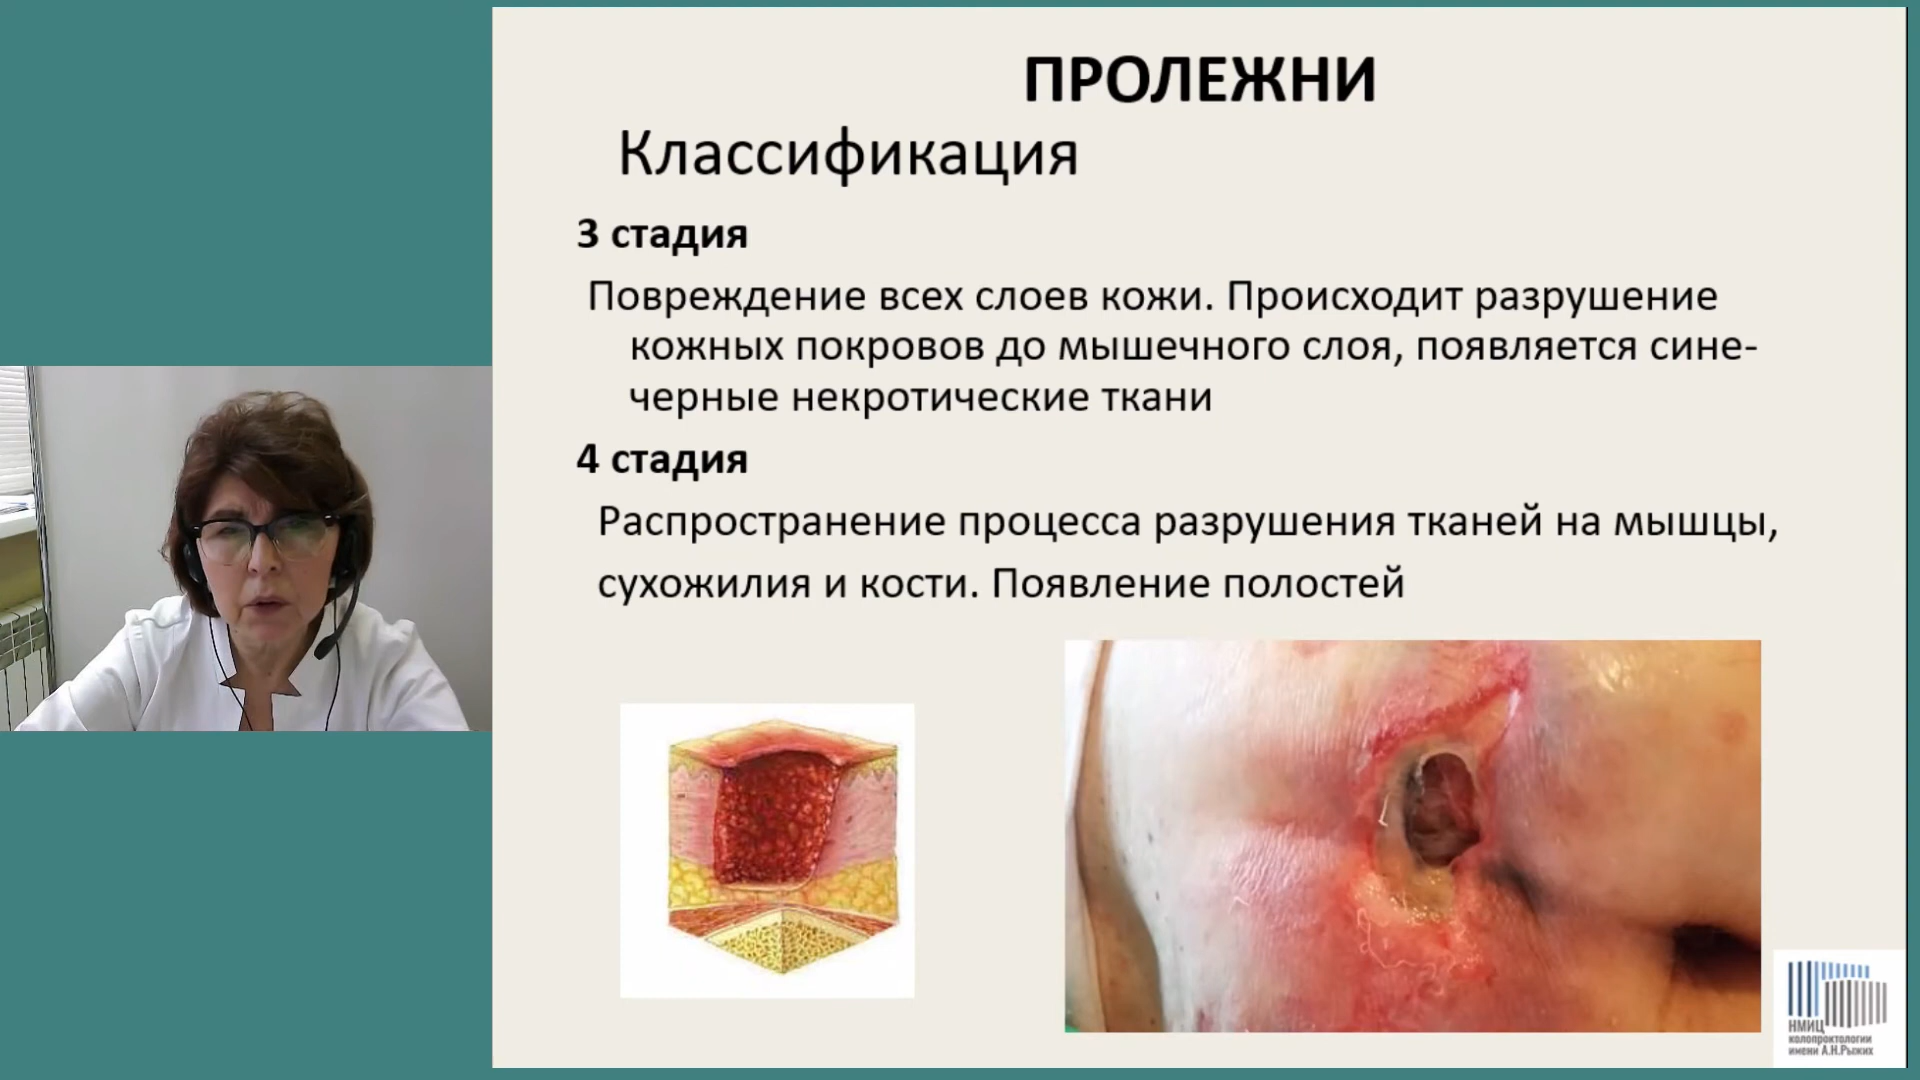 ПРОЛЕЖНИ
Классификация
3 стадия
Повреждение всех слоев кожи. Происходит разрушение
кожных покровов до мышечного слоя, появляется сине-
черные некротические ткани
4 стадия
Распространение процесса разрушения тканей на мышцы,
сухожилия и кости. Появление полостей
НМИЦ
колопроктологии
имени А.Н.Рыжих